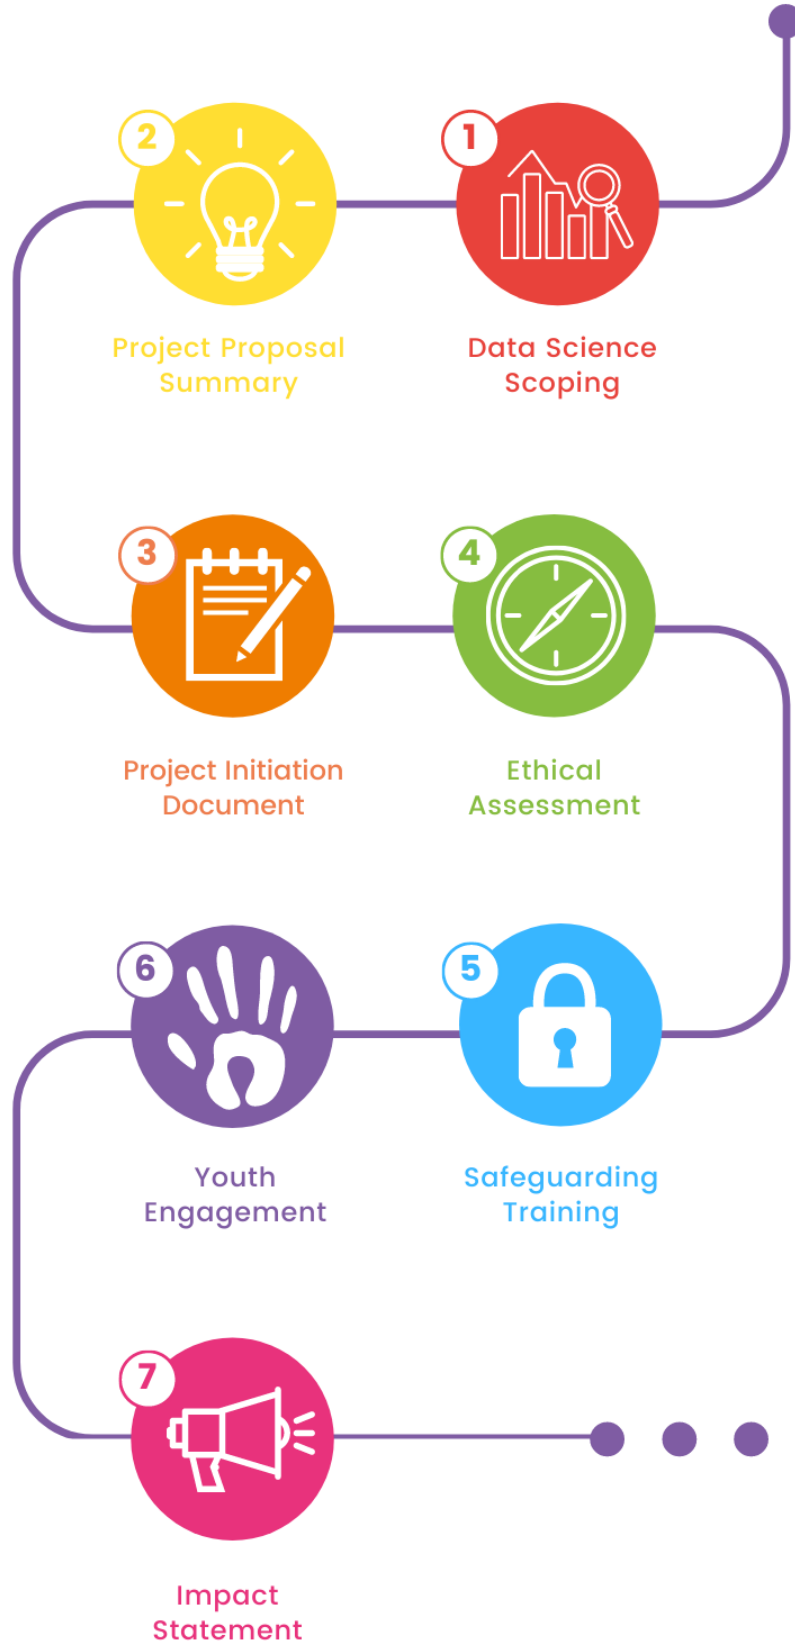 1
Data Science
Scoping
2
Project Proposal
Summary
3
Project Initiation
Document
4
Ethical
Assessment
5
Safeguarding
Training
6
Youth
Engagement
7
Impact
Statement